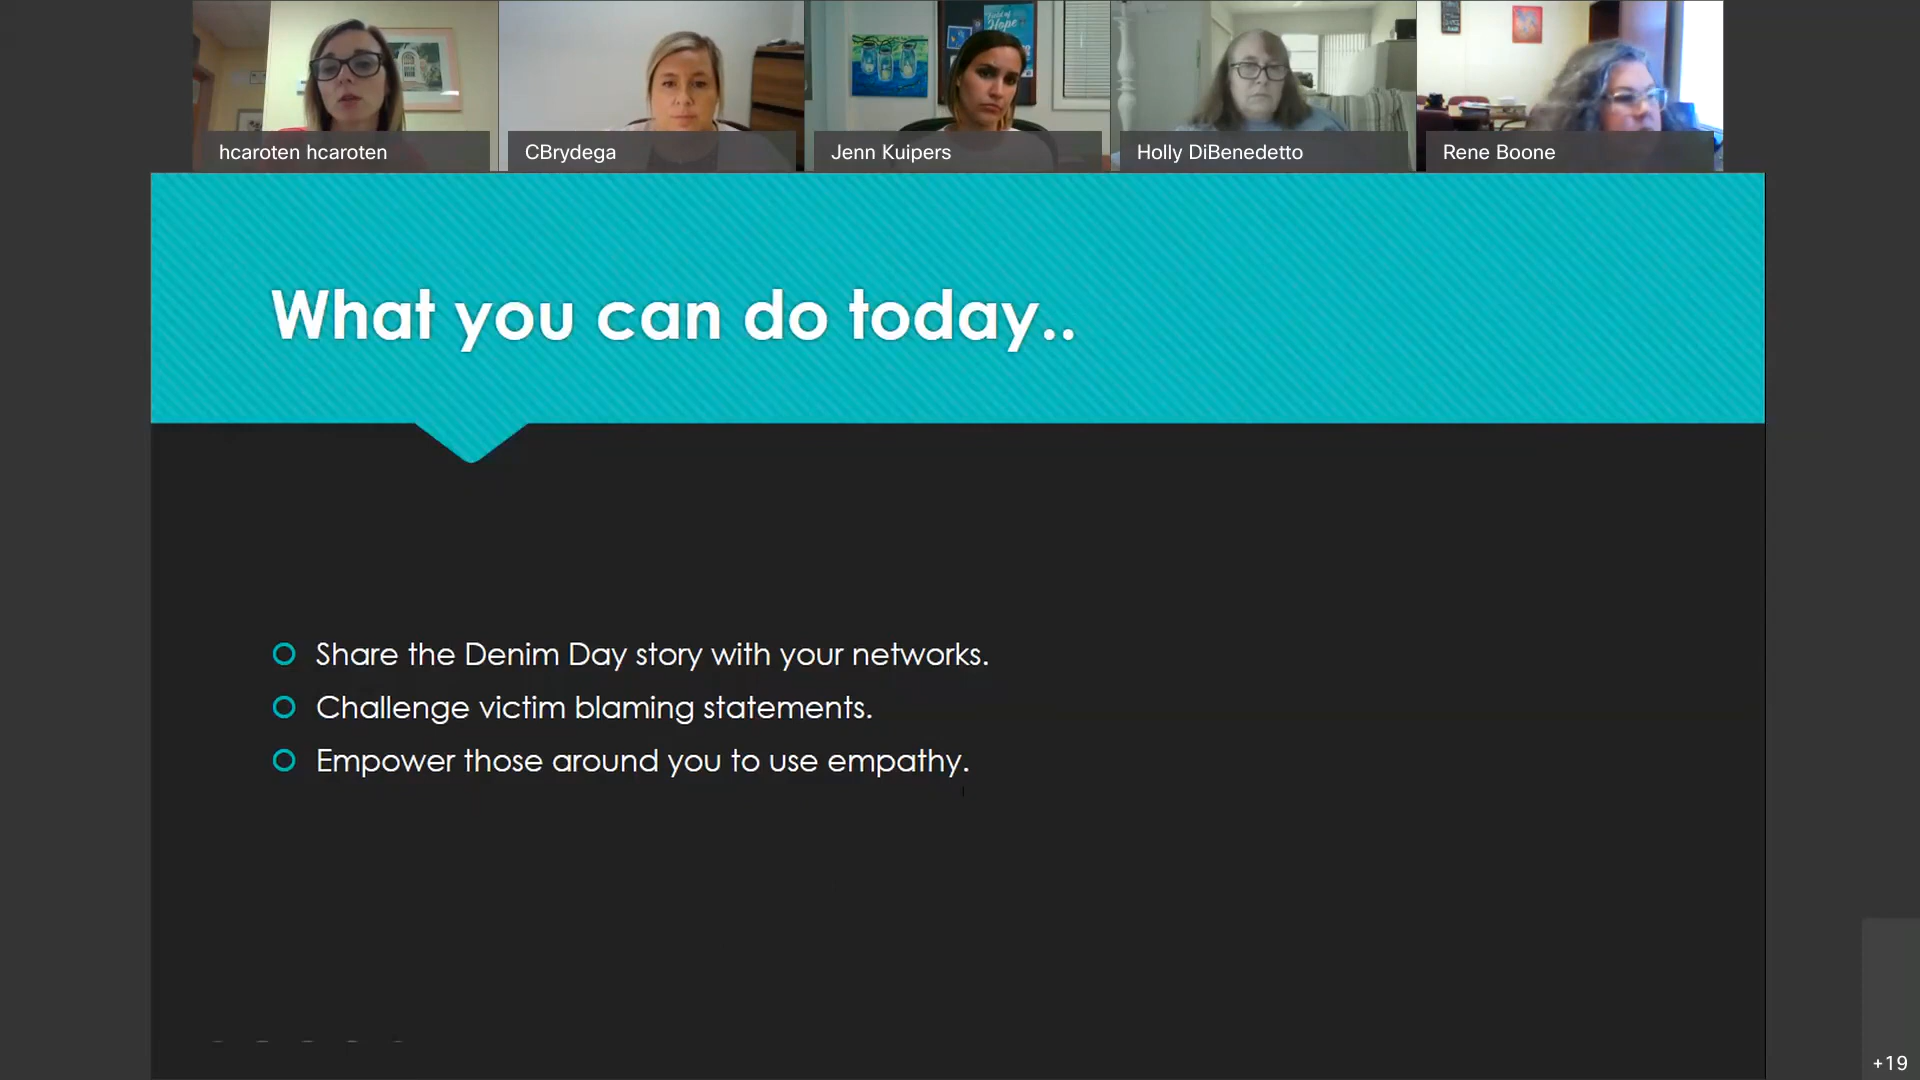 Hope
hcaroten hcaroten
CBrydega
Jenn Kuipers
Holly DiBenedetto
Rene Boone
What you can do today..
Share the Denim Day story with your networks.
Challenge victim blaming statements.
Empower those around you to use empathy.
+19